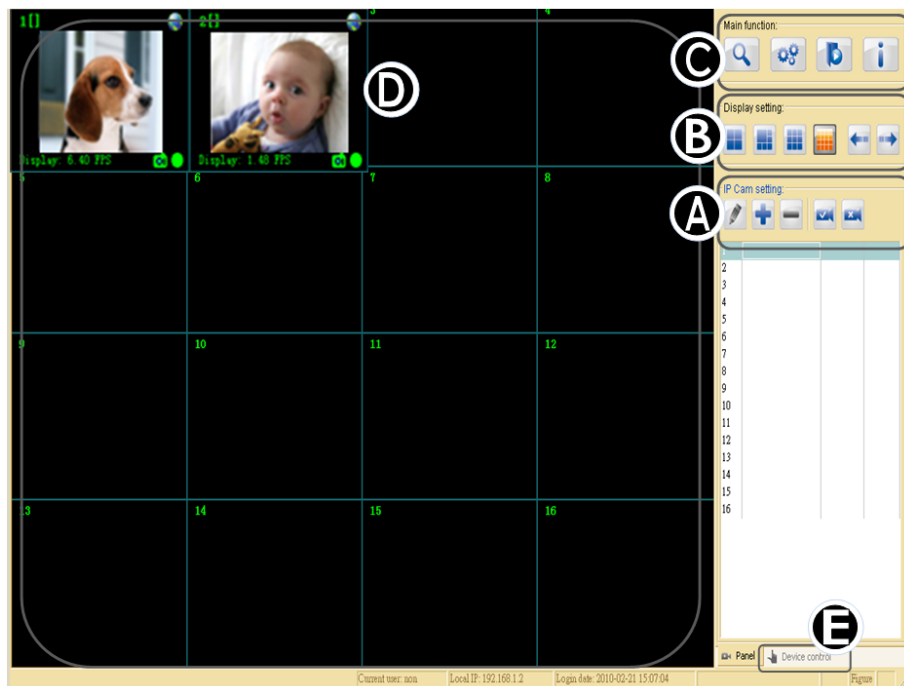 1[]
2[]
3
4
Main function:
C
D
Display setting:
B
Display: 6.40 FPS
Display: 1.48 FPS
5
6
7
8
IP Cam setting:
A
1
2
3
4
5
6
7
8
9
10
11
12
13
14
15
16
9
10
11
12
13
14
15
16
E
Panel
Device control
Current user: non
Local IP: 192.168.1.2
Login date: 2010-02-21 15:07:04
Figure